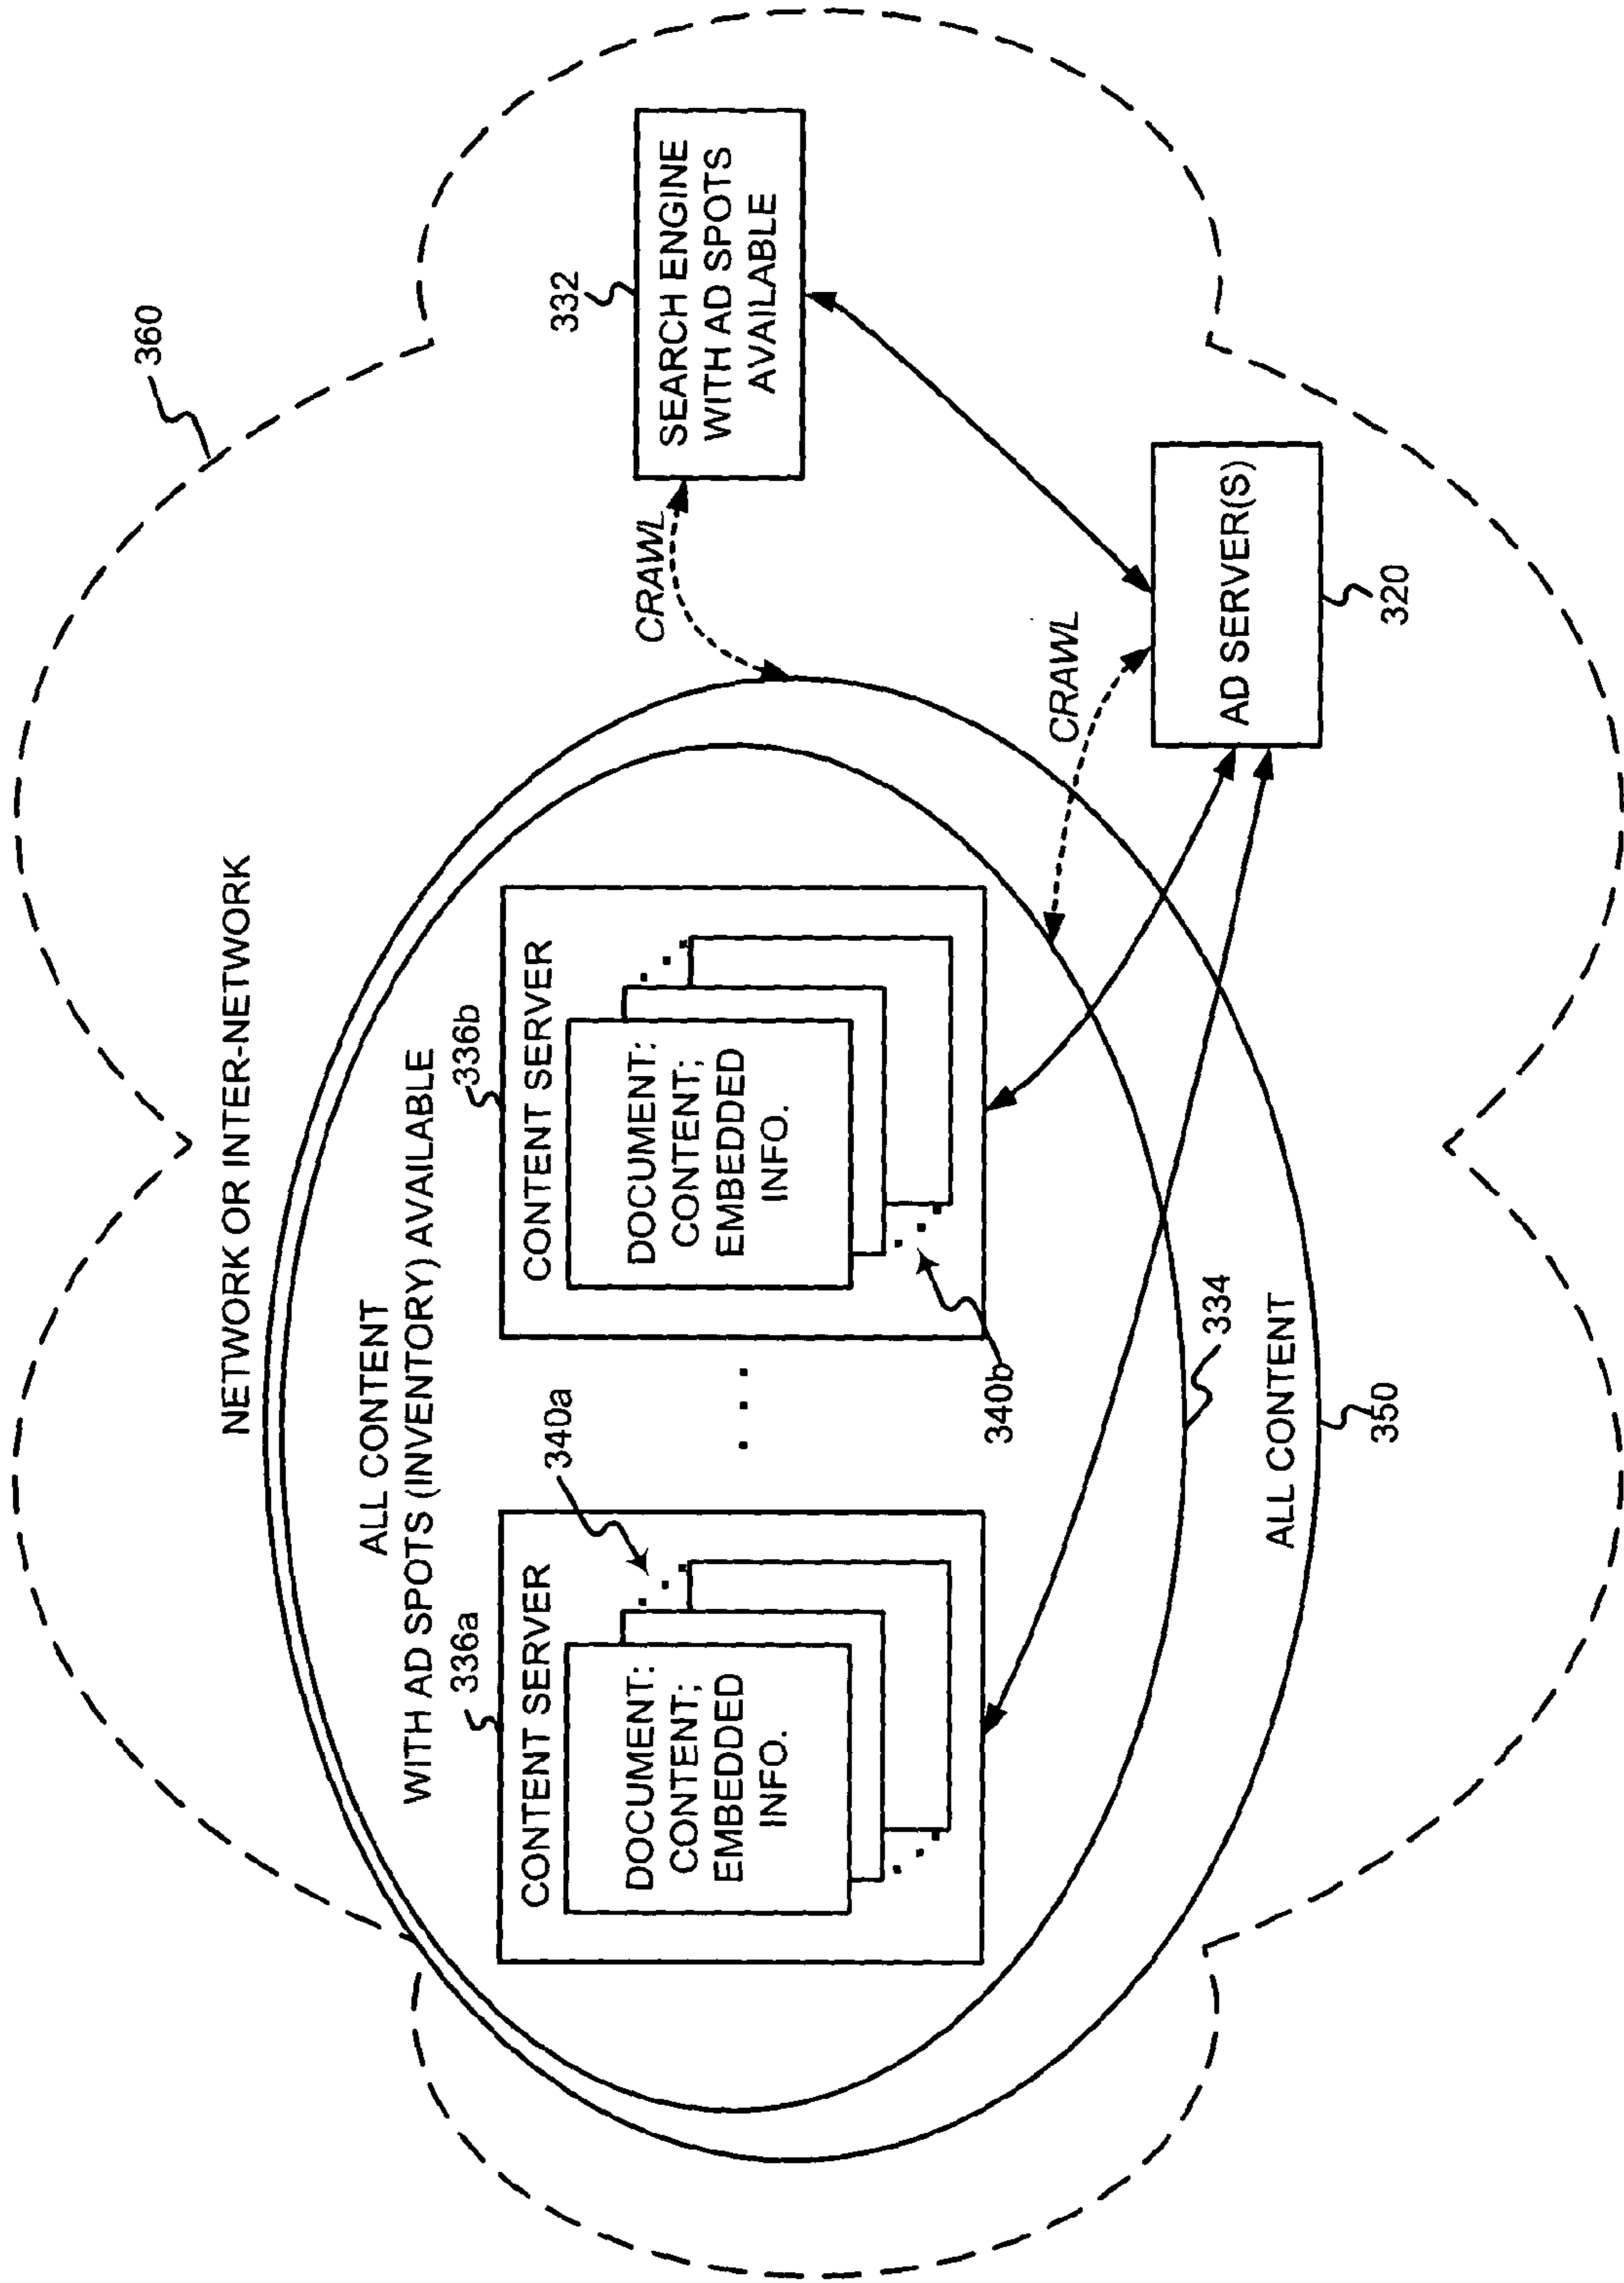 NETWORK OR INTER-NETWORK
360
ALL CONTENT
WITH AD SPOTS (INVENTORY) AVAILABLE
336a
CONTENT SERVER
DOCUMENT:
CONTENT;
EMBEDDED
INFO.
340a
. . .
336b
CONTENT SERVER
DOCUMENT:
CONTENT;
EMBEDDED
INFO.
340b
332
SEARCH ENGINE
WITH AD SPOTS
AVAILABLE
CRAWL
CRAWL
AD SERVER(S)
320
334
ALL CONTENT
350